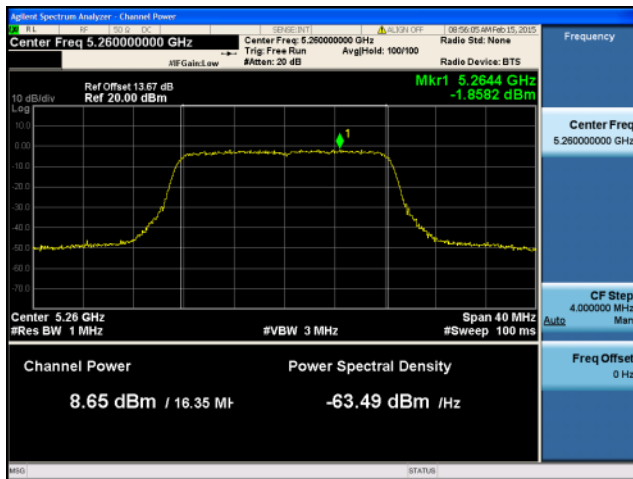 Agilent Spectrum Analyzer - Channel Power
RL RF 50 Ω DC SENSE:INT ALIGN OFF 08:56:05 AM Feb 15, 2015
Center Freq 5.260000000 GHz
Center Freq: 5.260000000 GHz Radio Std: None
Trig: Free Run Avg|Hold: 100/100
#IFGain:Low #Atten: 20 dB Radio Device: BTS
Frequency
Ref Offset 13.67 dB
Mkr1 5.2644 GHz
10 dB/div Ref 20.00 dBm
-1.8582 dBm
Log
10.0
0.00
-10.0
-20.0
-30.0
-40.0
-50.0
-60.0
-70.0
1
Center 5.26 GHz Span 40 MHz
#Res BW 1 MHz #VBW 3 MHz #Sweep 100 ms
Channel Power Power Spectral Density
8.65 dBm / 16.35 MH -63.49 dBm /Hz
Center Freq
5.260000000 GHz
CF Step
4.000000 MHz
Auto Man
Freq Offset
0 Hz
MSG STATUS